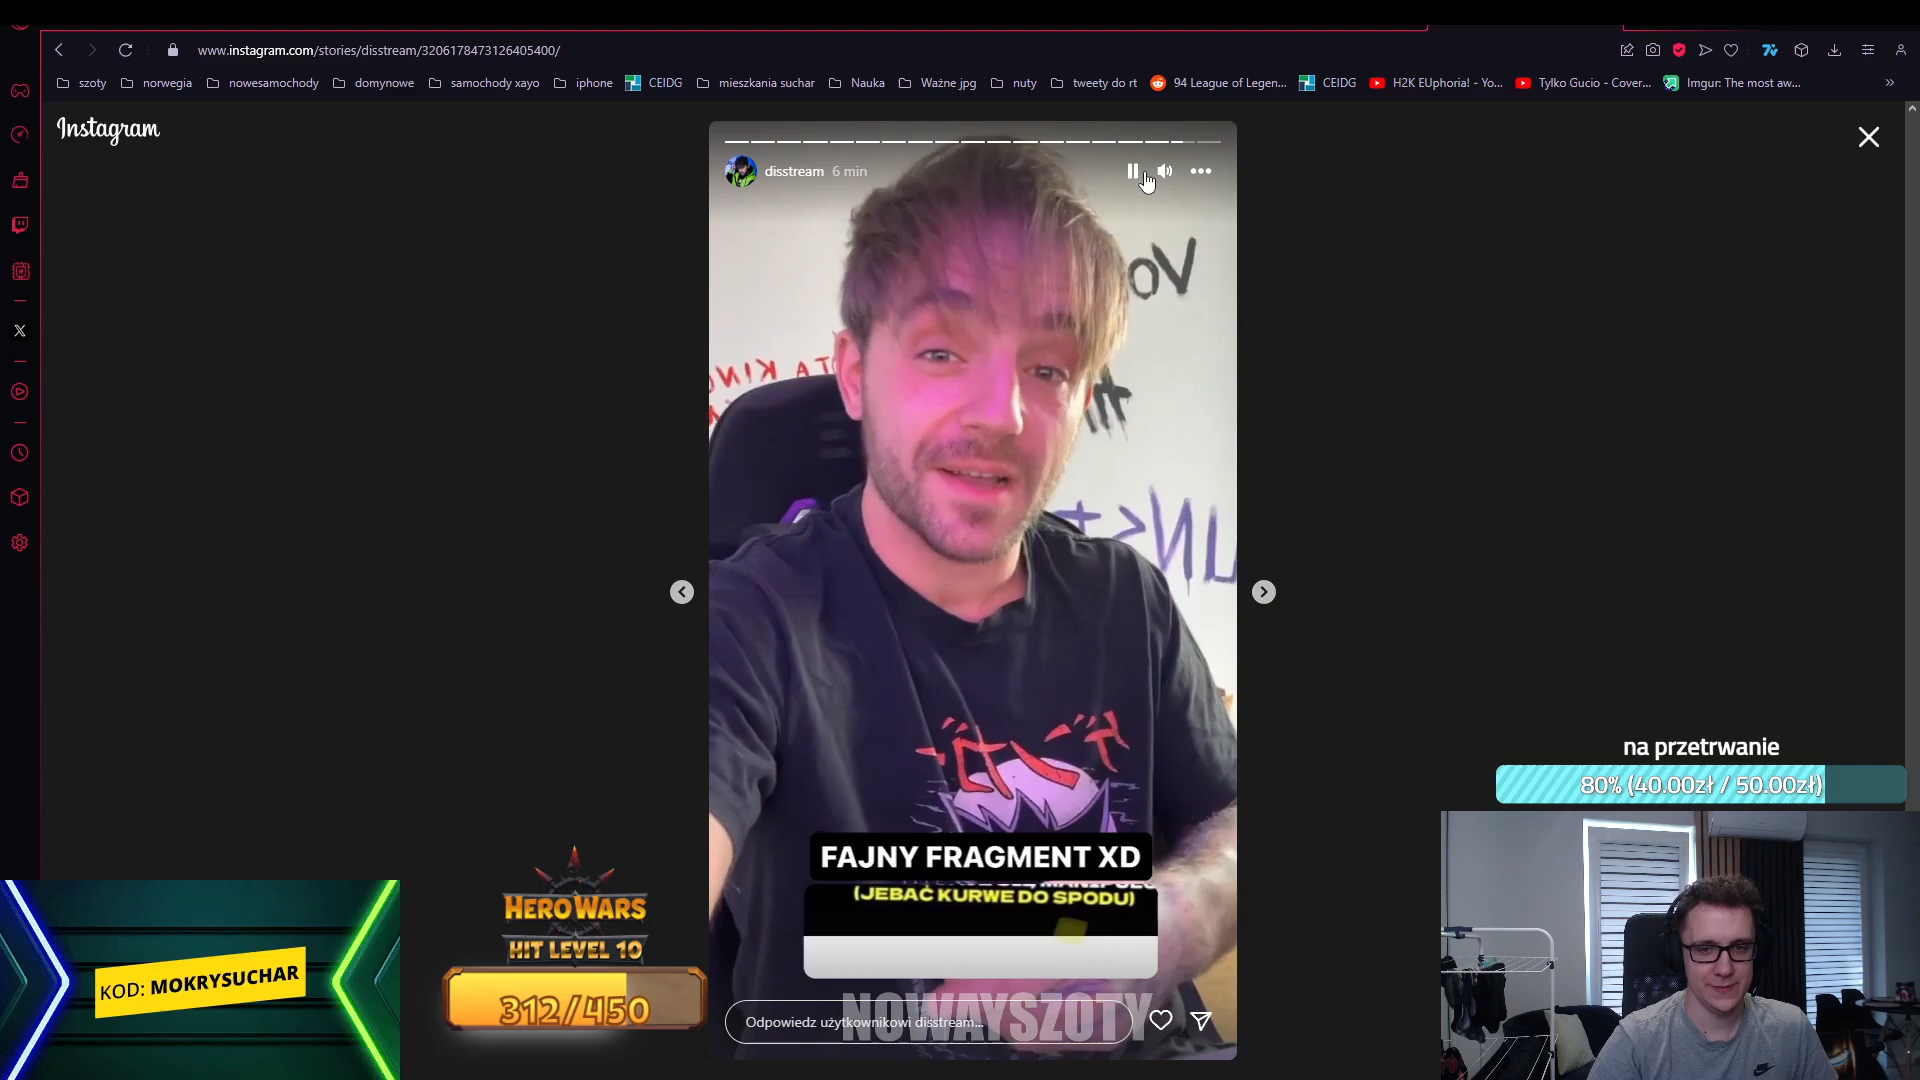 www.instagram.com/stories/disstream/3206178473126405400/
szoty
norwegia
nowesamochody
domynowe
samochody xayo
iphone
CEIDG
mieszkania suchar
Nauka
Ważne jpg
nuty
tweety do rt
94 League of Legen...
CEIDG
H2K EUphoria! - Yo...
Tylko Gucio - Cover...
Imgur: The most aw...
Instagram
disstream 6 min
FAJNY FRAGMENT XD
(JEBAĆ KURWE DO SPODU)
Odpowiedz użytkownikowi disstream...
NOWAYSZOTY
na przetrwanie
80% (40.00zł / 50.00zł)
KOD: MOKRYSUCHAR
HERO WARS
HIT LEVEL 10
312/450